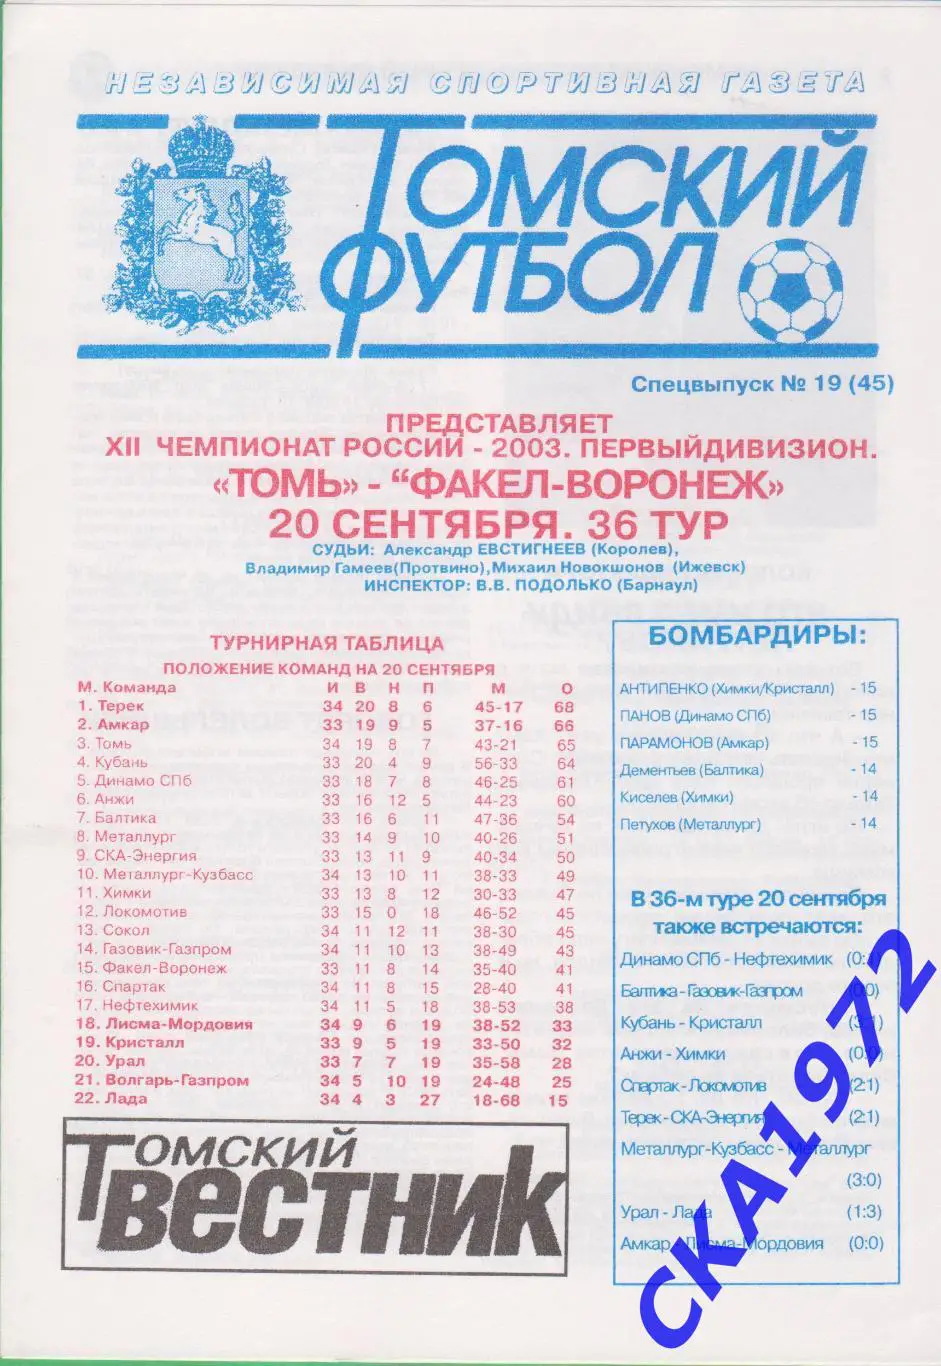 НЕЗАВИСИМАЯ СПОРТИВНАЯ ГАЗЕТА
ТОМСКИЙ
ФУТБОЛ
Спецвыпуск № 19 (45)
ПРЕДСТАВЛЯЕТ
XII ЧЕМПИОНАТ РОССИИ - 2003. ПЕРВЫЙДИВИЗИОН.
«ТОМЬ» - “ФАКЕЛ-ВОРОНЕЖ»
20 СЕНТЯБРЯ. 36 ТУР
СУДЬИ: Александр ЕВСТИГНЕЕВ (Королев),
Владимир Гамеев(Протвино),Михаил Новокшонов (Ижевск)
ИНСПЕКТОР: В.В. ПОДОЛЬКО (Барнаул)
ТУРНИРНАЯ ТАБЛИЦА
ПОЛОЖЕНИЕ КОМАНД НА 20 СЕНТЯБРЯ
М. Команда И В Н П М О
1. Терек 34 20 8 6 45-17 68
2. Амкар 33 19 9 5 37-16 66
3. Томь 34 19 8 7 43-21 65
4. Кубань 33 20 4 9 56-33 64
5. Динамо СПб 33 18 7 8 46-25 61
6. Анжи 33 16 12 5 44-23 60
7. Балтика 33 16 6 11 47-36 54
8. Металлург 33 14 9 10 40-26 51
9. СКА-Энергия 33 13 11 9 40-34 50
10. Металлург-Кузбасс 34 13 10 11 38-33 49
11. Химки 33 13 8 12 30-33 47
12. Локомотив 33 15 0 18 46-52 45
13. Сокол 34 11 12 11 38-30 45
14. Газовик-Газпром 34 11 10 13 38-49 43
15. Факел-Воронеж 33 11 8 14 35-40 41
16. Спартак 34 11 8 15 28-40 41
17. Нефтехимик 34 11 5 18 38-53 38
18. Лисма-Мордовия 34 9 6 19 38-52 33
19. Кристалл 33 9 5 19 33-50 32
20. Урал 33 7 7 19 35-58 28
21. Волгарь-Газпром 34 5 10 19 24-48 25
22. Лада 34 4 3 27 18-68 15
ТОМСКИЙ
ВЕСТНИК
БОМБАРДИРЫ:
АНТИПЕНКО (Химки/Кристалл) - 15
ПАНОВ (Динамо СПб) - 15
ПАРАМОНОВ (Амкар) - 15
Дементьев (Балтика) - 14
Киселев (Химки) - 14
Петухов (Металлург) - 14
В 36-м туре 20 сентября
также встречаются:
Динамо СПб - Нефтехимик (0:1)
Балтика-Газовик-Газпром (0:0)
Кубань - Кристалл (3:1)
Анжи - Химки (0:0)
Спартак-Локомотив (2:1)
Терек-СКА-Энергия (2:1)
Металлург-Кузбасс - Металлург
(3:0)
Урал - Лада (1:3)
Амкар - Лисма-Мордовия (0:0)
СКА1972